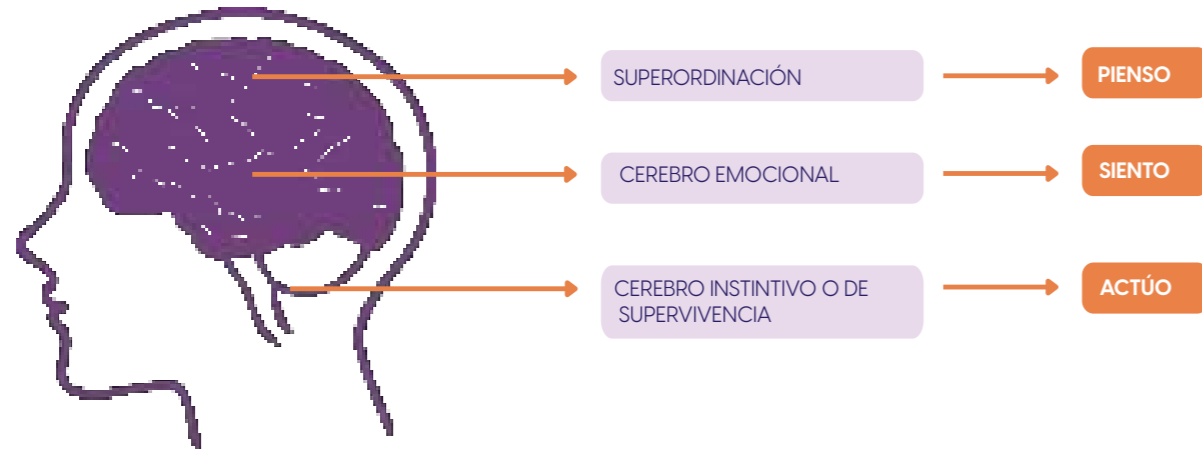 SUPERORDINACIÓN
PIENSO
CEREBRO EMOCIONAL
SIENTO
CEREBRO INSTINTIVO O DE
SUPERVIVENCIA
ACTÚO